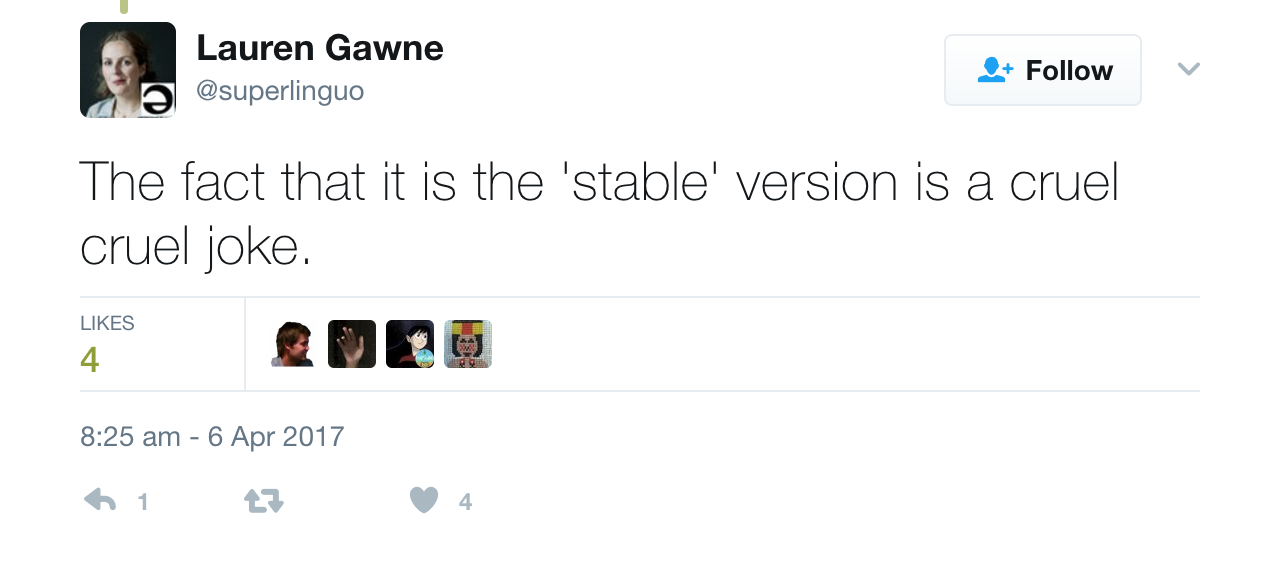 Lauren Gawne
@superlinguo
Follow
The fact that it is the 'stable' version is a cruel
cruel joke.
LIKES
4
8:25 am - 6 Apr 2017
1
4